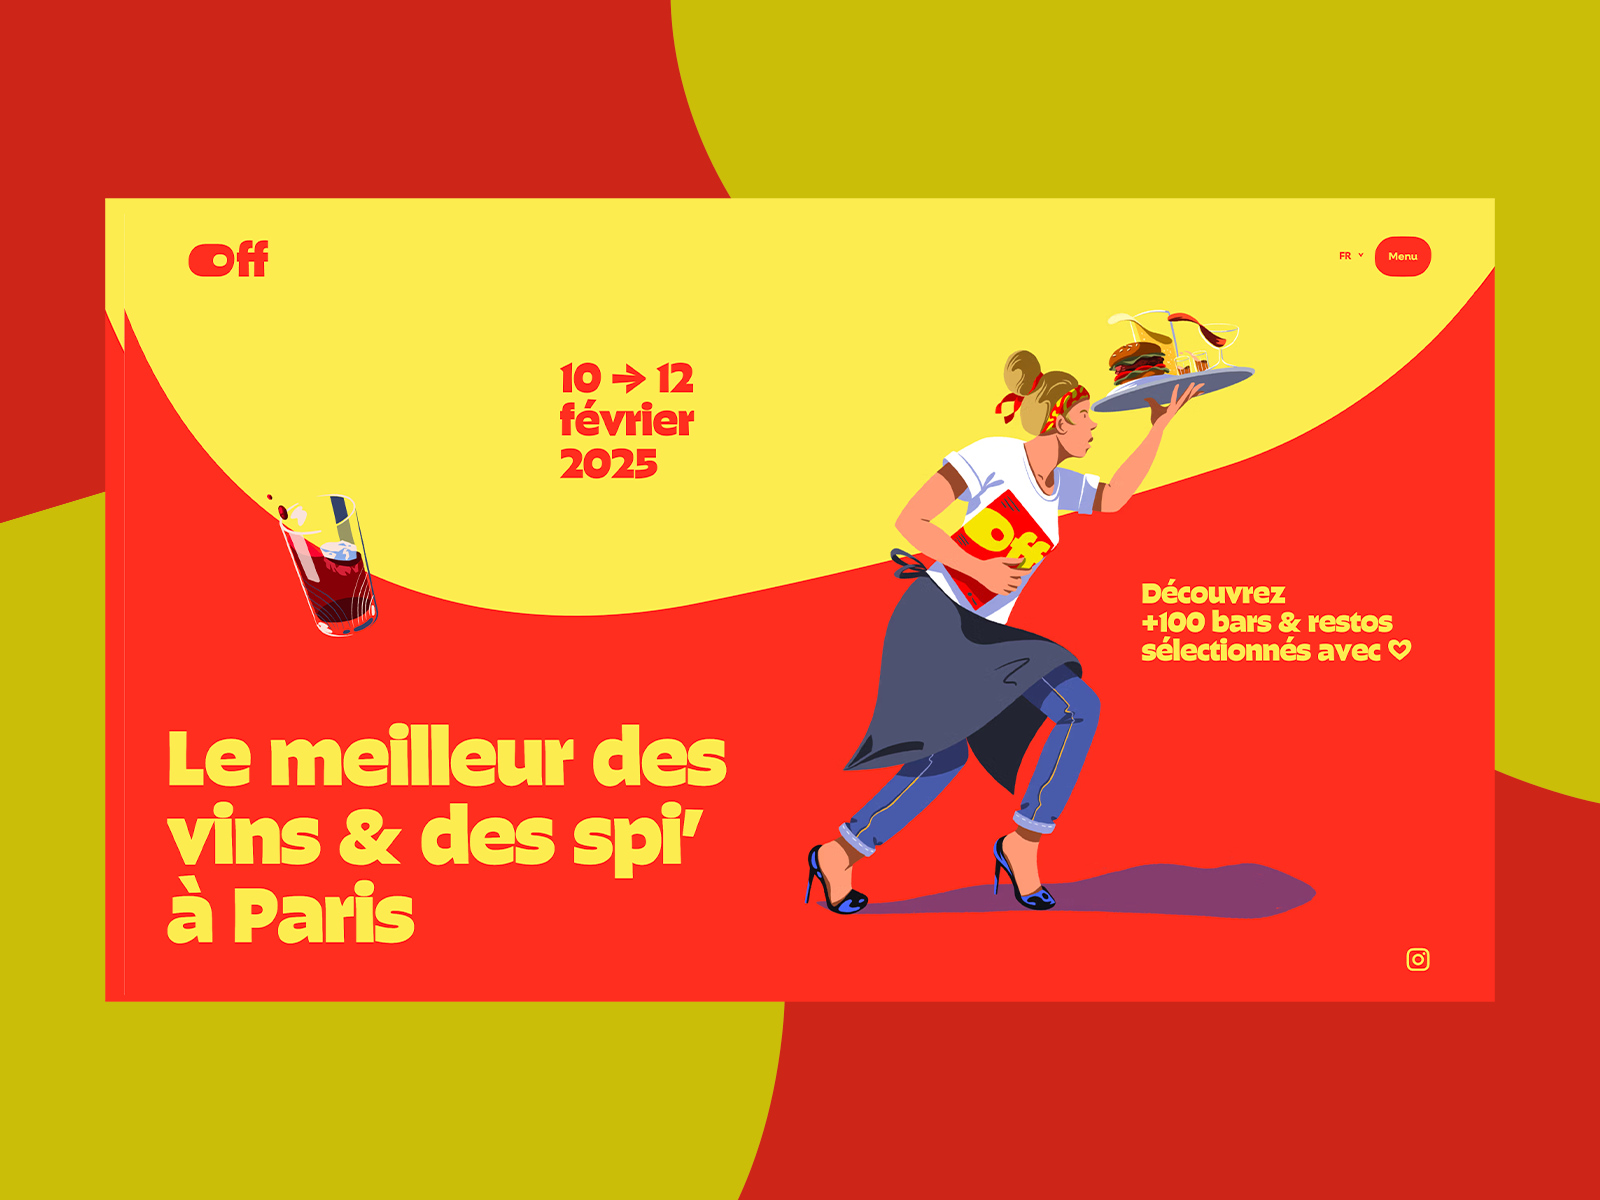 Off
FR
Menu
10 → 12
février
2025
Off
Découvrez
+100 bars & restos
sélectionnés avec ♡
Le meilleur des
vins & des spi’
à Paris